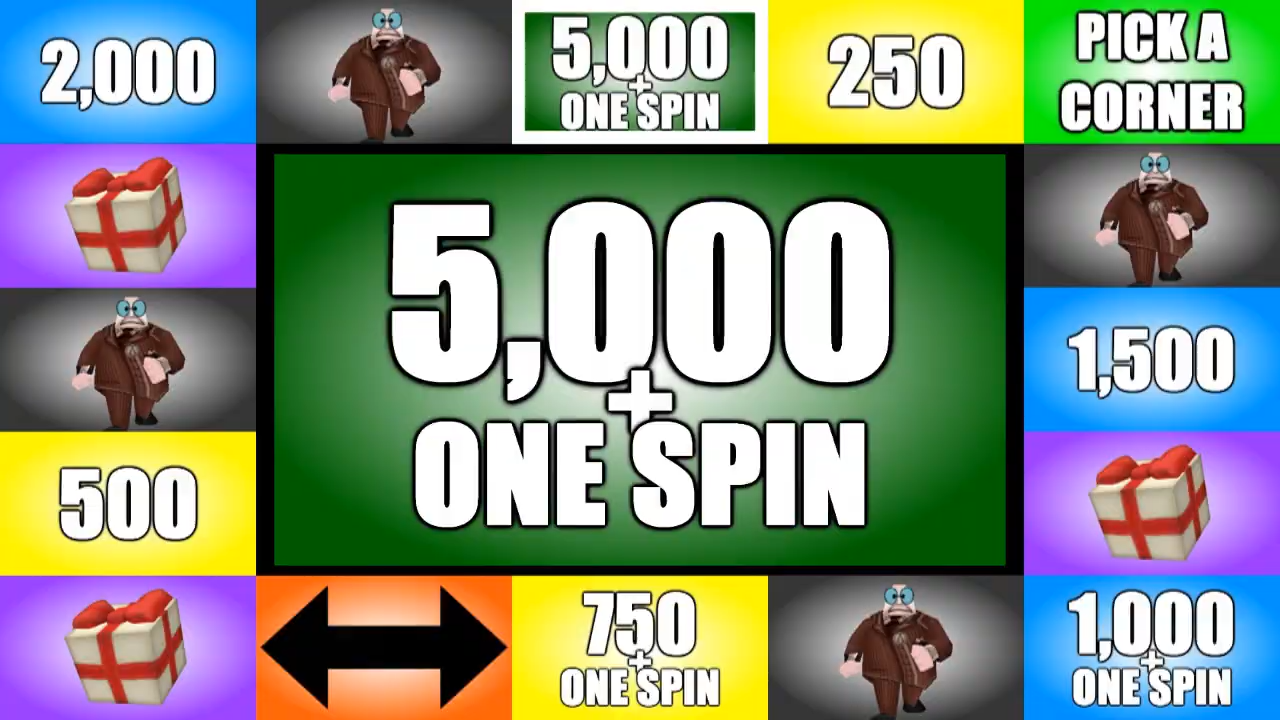 2,000
5,000
+
ONE SPIN
250
PICK A
CORNER
5,000
+
ONE SPIN
1,500
500
750
+
ONE SPIN
1,000
+
ONE SPIN